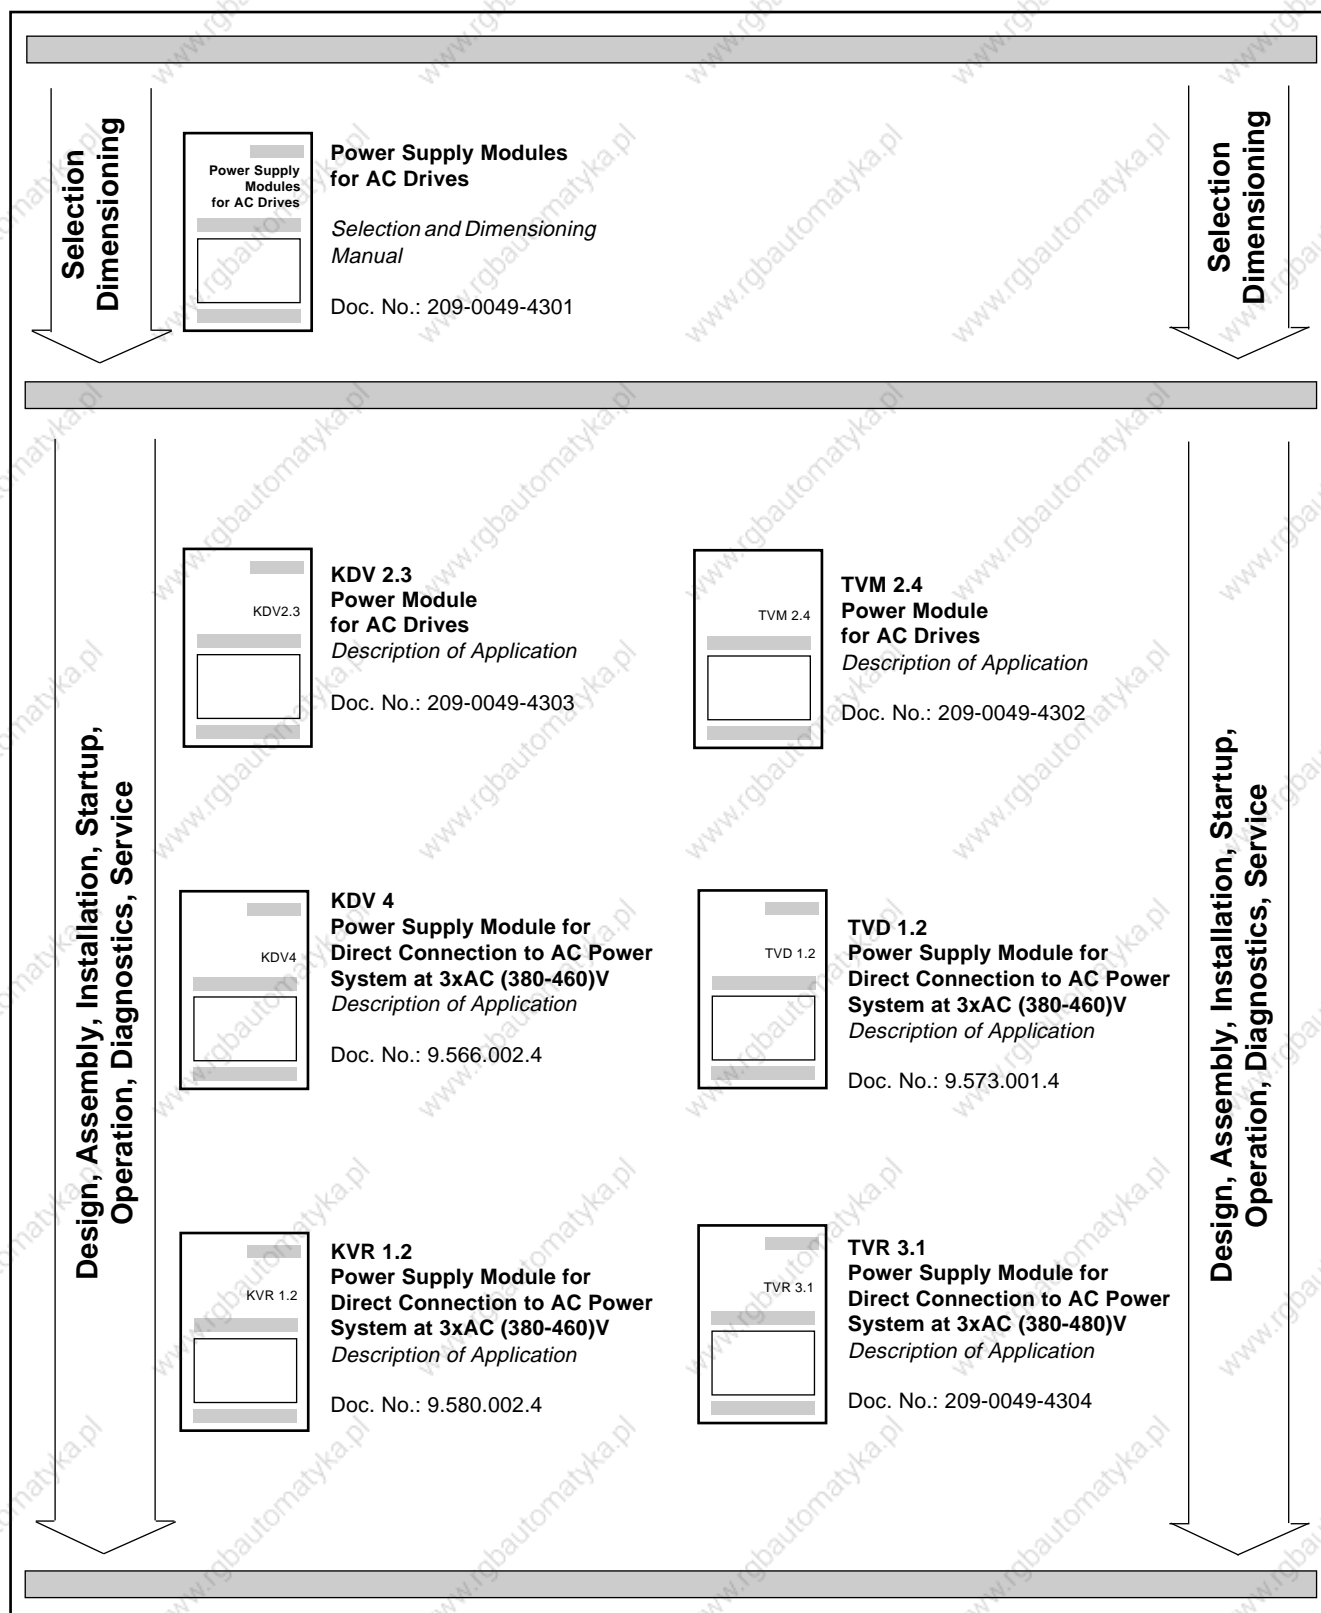 Selection
Dimensioning
Power Supply
Modules
for AC Drives
Power Supply Modules
for AC Drives
Selection and Dimensioning
Manual
Doc. No.: 209-0049-4301
Selection
Dimensioning
Design, Assembly, Installation, Startup,
Operation, Diagnostics, Service
KDV2.3
KDV 2.3
Power Module
for AC Drives
Description of Application
Doc. No.: 209-0049-4303
TVM 2.4
TVM 2.4
Power Module
for AC Drives
Description of Application
Doc. No.: 209-0049-4302
KDV4
KDV 4
Power Supply Module for
Direct Connection to AC Power
System at 3xAC (380-460)V
Description of Application
Doc. No.: 9.566.002.4
TVD 1.2
TVD 1.2
Power Supply Module for
Direct Connection to AC Power
System at 3xAC (380-460)V
Description of Application
Doc. No.: 9.573.001.4
KVR 1.2
KVR 1.2
Power Supply Module for
Direct Connection to AC Power
System at 3xAC (380-460)V
Description of Application
Doc. No.: 9.580.002.4
TVR 3.1
TVR 3.1
Power Supply Module for
Direct Connection to AC Power
System at 3xAC (380-480)V
Description of Application
Doc. No.: 209-0049-4304
Design, Assembly, Installation, Startup,
Operation, Diagnostics, Service
www.rgbautomatyka.pl